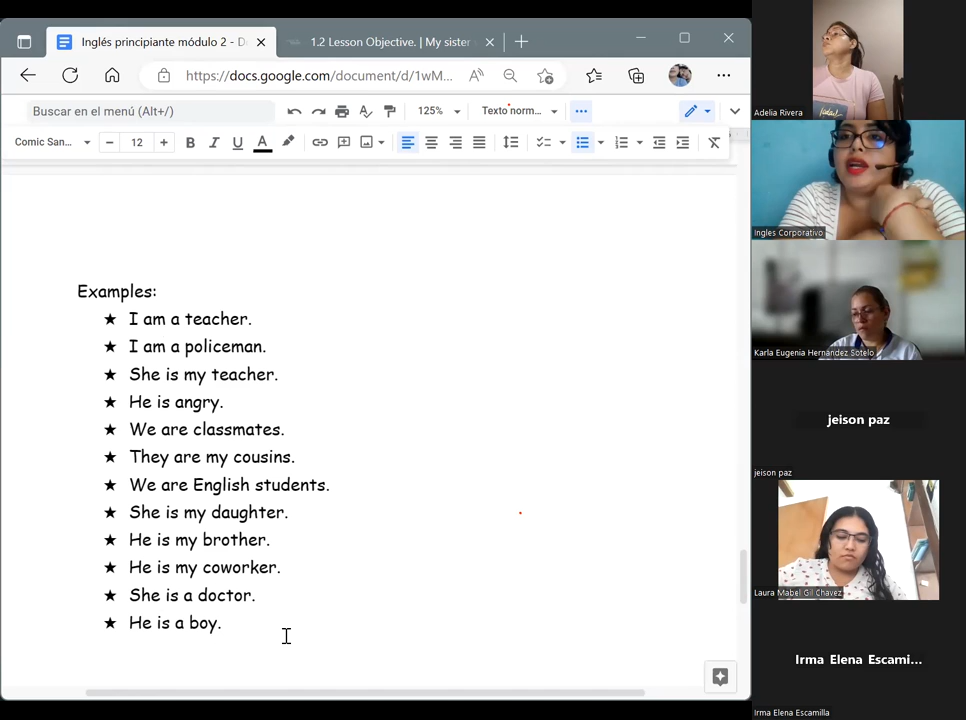 Inglés principiante módulo 2 - D
1.2 Lesson Objective. | My sister
https://docs.google.com/document/d/1wM...
Buscar en el menú (Alt+/)
125%
Texto norm...
Comic San...
12
Examples:
★ I am a teacher.
★ I am a policeman.
★ She is my teacher.
★ He is angry.
★ We are classmates.
★ They are my cousins.
★ We are English students.
★ She is my daughter.
★ He is my brother.
★ He is my coworker.
★ She is a doctor.
★ He is a boy.
Adelia Rivera
Ingles Corporativo
Karla Eugenia Hernández Sotelo
jeison paz
jeison paz
Laura Mabel Gil Chavez
Irma Elena Escami...
Irma Elena Escamilla